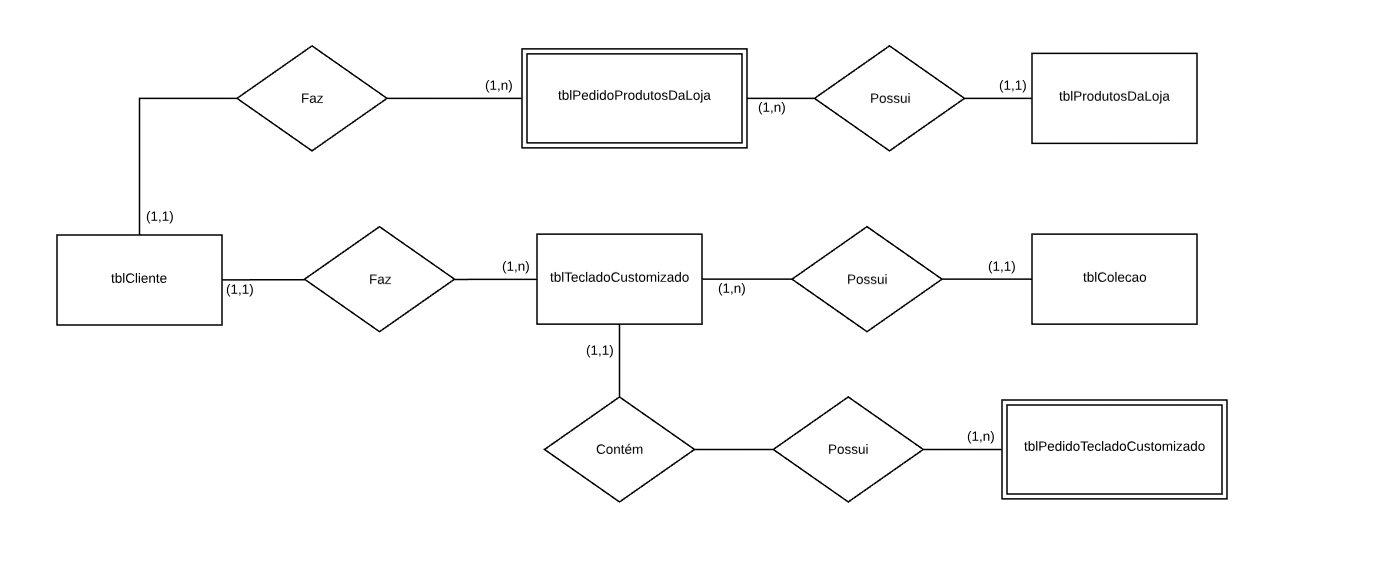 Faz
(1,n)
tblPedidoProdutosDaLoja
(1,n)
Possui
(1,1)
tblProdutosDaLoja
(1,1)
tblCliente
(1,1)
Faz
(1,n)
tblTecladoCustomizado
(1,n)
Possui
(1,1)
tblColecao
(1,1)
Contém
Possui
(1,n)
tblPedidoTecladoCustomizado